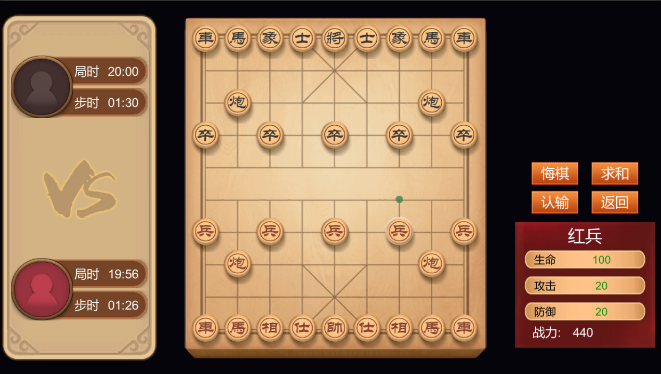 局时 20:00
步时 01:30
VS
局时 19:56
步时 01:26
車 馬 象 士 將 士 象 馬 車
炮 炮
卒 卒 卒 卒 卒
兵 兵 兵 兵 兵
炮 炮
車 馬 相 仕 帥 仕 相 馬 車
悔棋 求和
认输 返回
红兵
生命 100
攻击 20
防御 20
战力: 440